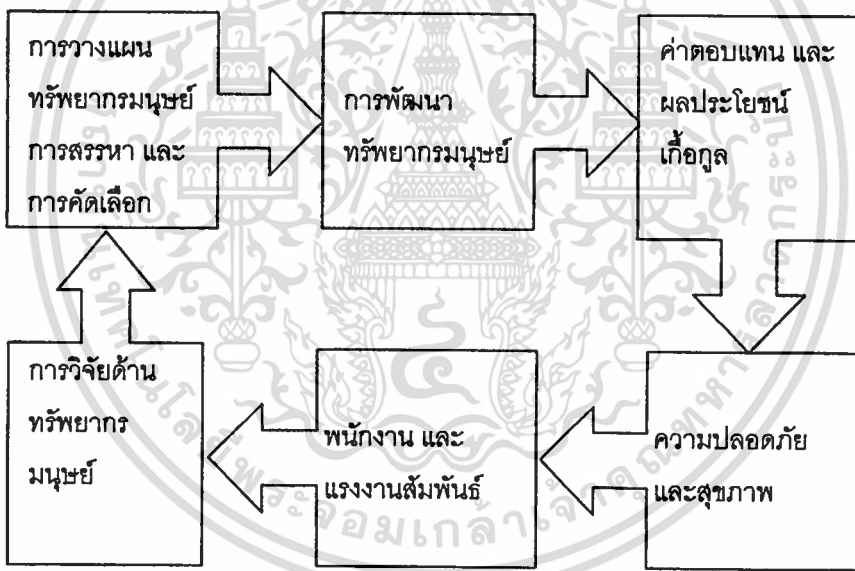 การวางแผน
ทรัพยากรมนุษย์
การสรรหา และ
การคัดเลือก
การพัฒนา
ทรัพยากรมนุษย์
ค่าตอบแทน และ
ผลประโยชน์
เกื้อกูล
ความปลอดภัย
และสุขภาพ
พนักงาน และ
แรงงานสัมพันธ์
การวิจัยด้าน
ทรัพยากร
มนุษย์